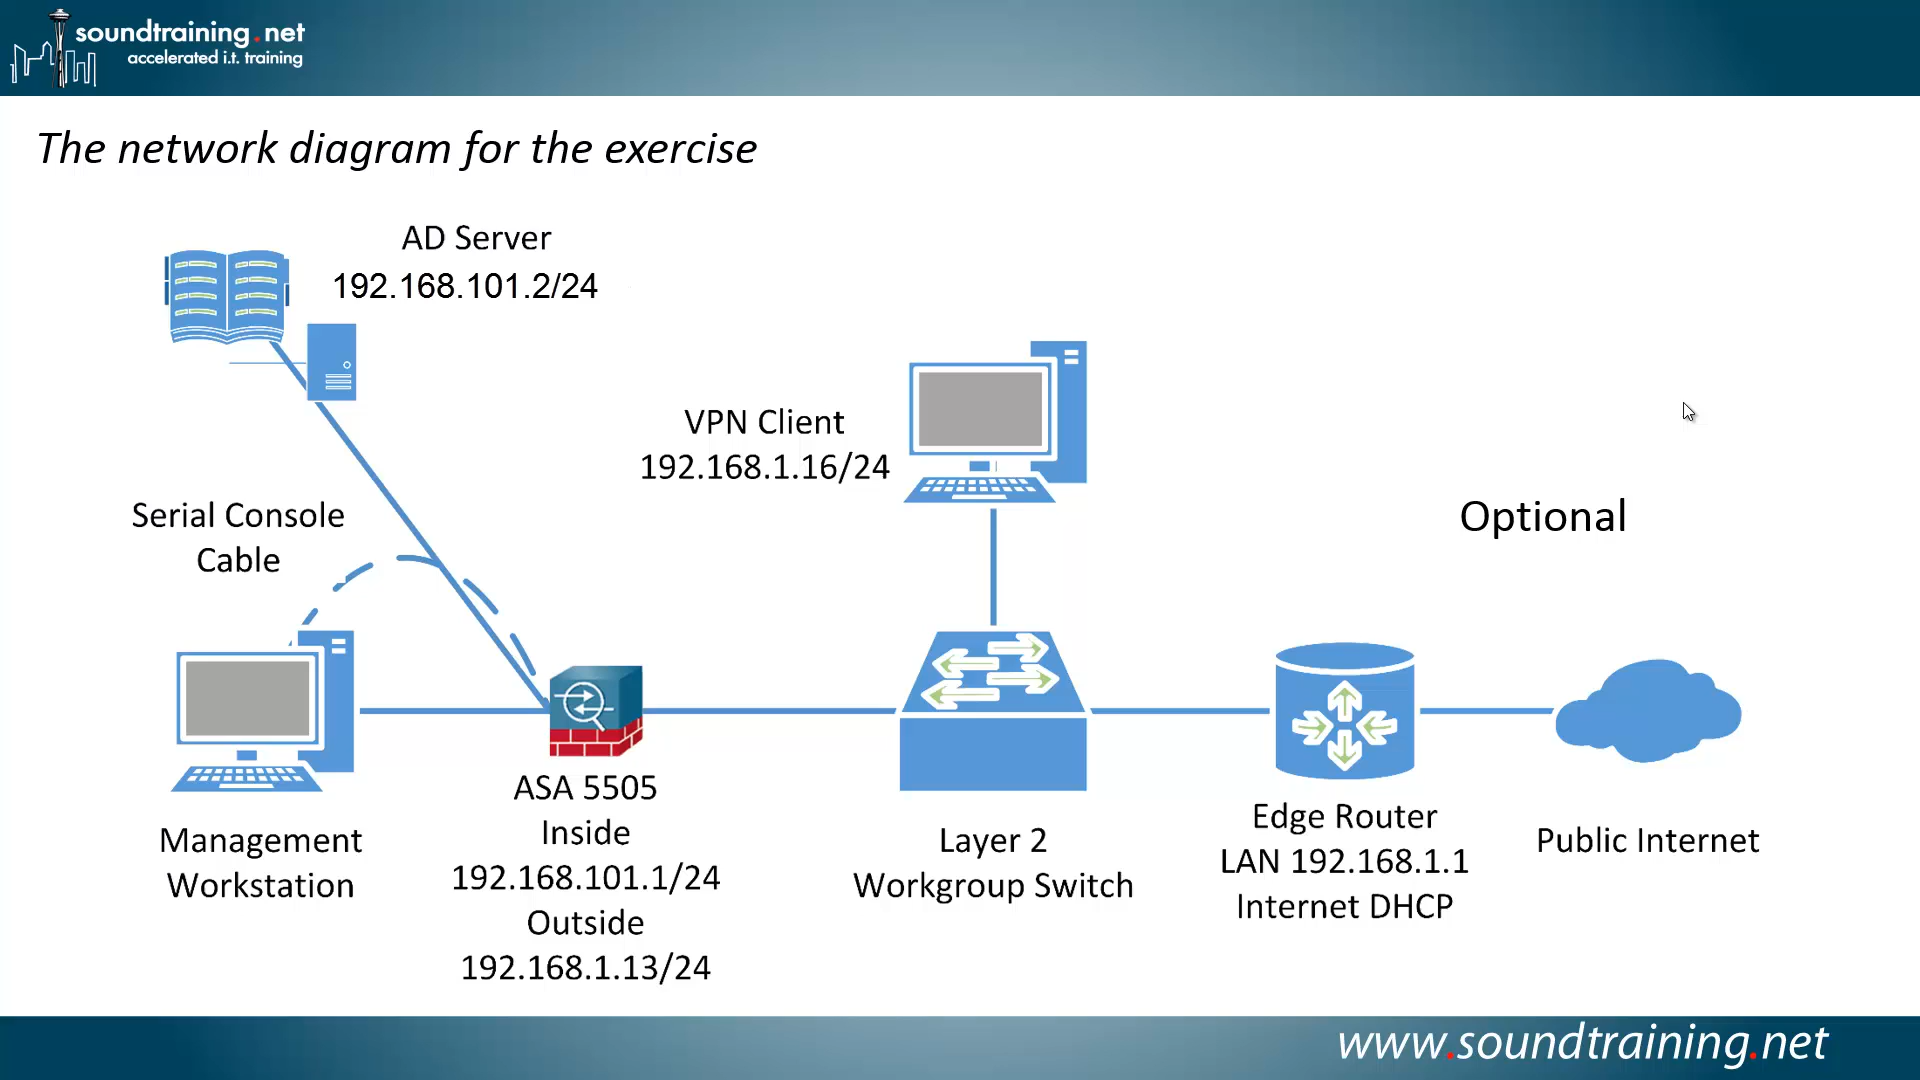 soundtraining.net
accelerated i.t. training
The network diagram for the exercise
AD Server
192.168.101.2/24
VPN Client
192.168.1.16/24
Serial Console
Cable
Optional
Management
Workstation
ASA 5505
Inside
192.168.101.1/24
Outside
192.168.1.13/24
Layer 2
Workgroup Switch
Edge Router
LAN 192.168.1.1
Internet DHCP
Public Internet
www.soundtraining.net